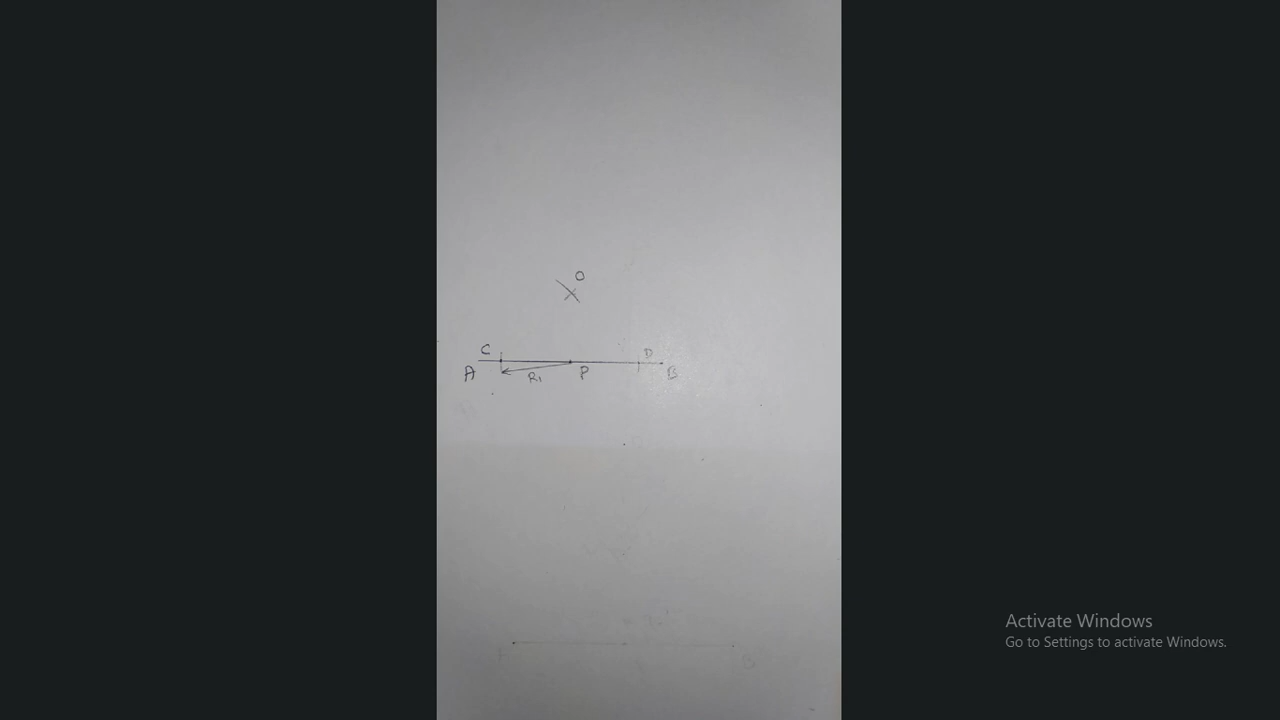 O
C D
A R₁ P B
Activate Windows
Go to Settings to activate Windows.